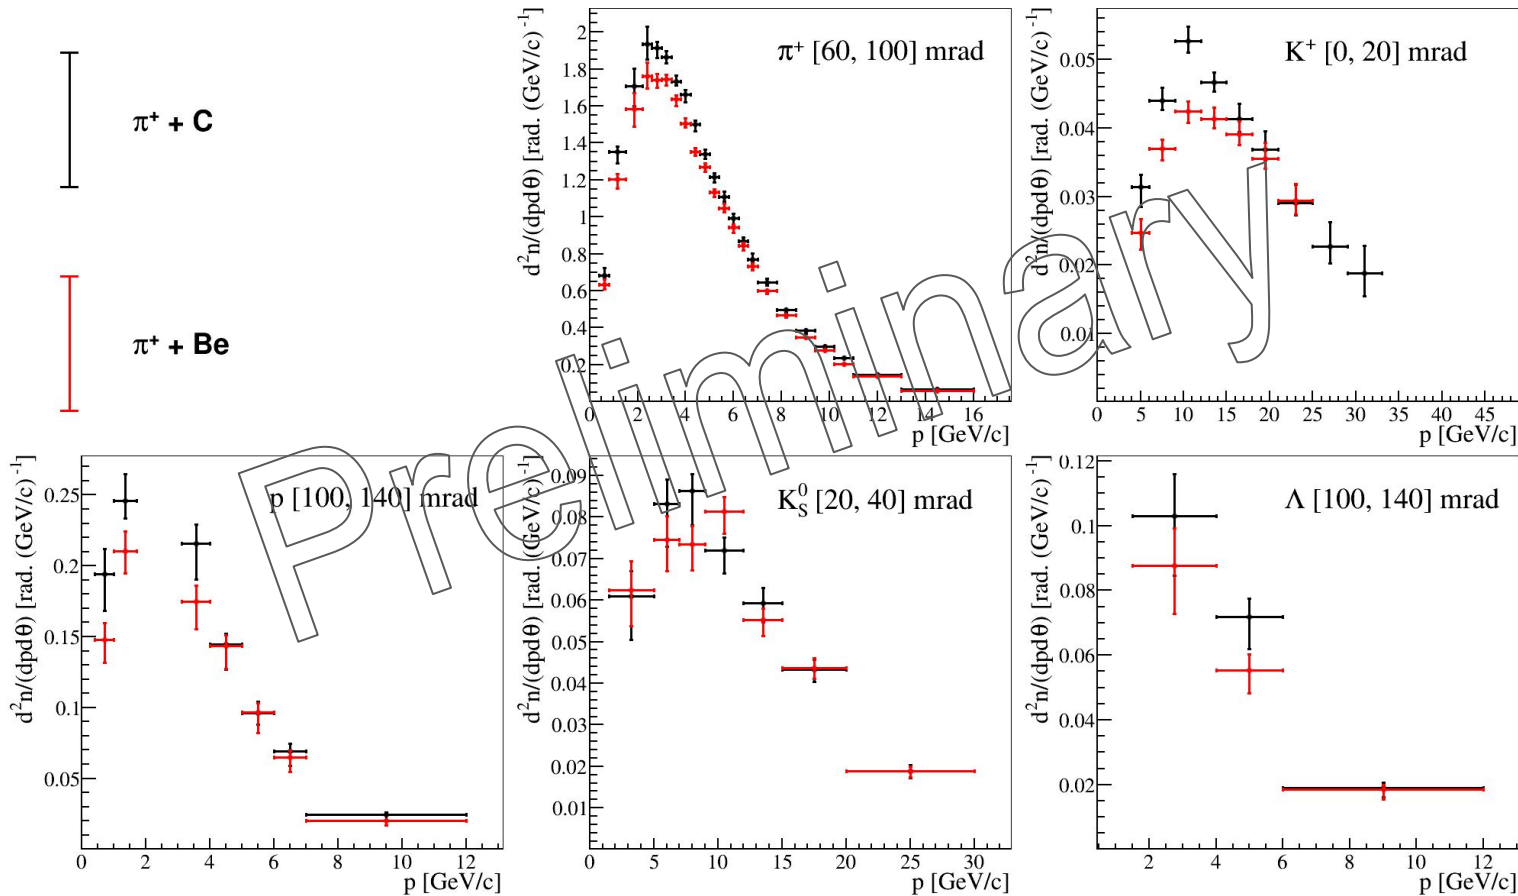 π⁺ + C
π⁺ + Be
π⁺ [60, 100] mrad
d²n/(dpdθ) [rad. (GeV/c)⁻¹]
2
1.8
1.6
1.4
1.2
1
0.8
0.6
0.4
0.2
0 2 4 6 8 10 12 14 16
p [GeV/c]
K⁺ [0, 20] mrad
d²n/(dpdθ) [rad. (GeV/c)⁻¹]
0.05
0.04
0.03
0.02
0.01
0 5 10 15 20 25 30 35 40 45
p [GeV/c]
p [100, 140] mrad
d²n/(dpdθ) [rad. (GeV/c)⁻¹]
0.25
0.2
0.15
0.1
0.05
0 2 4 6 8 10 12
p [GeV/c]
K⁰_S [20, 40] mrad
d²n/(dpdθ) [rad. (GeV/c)⁻¹]
0.09
0.08
0.07
0.06
0.05
0.04
0.03
0.02
0.01
0 5 10 15 20 25 30
p [GeV/c]
Λ [100, 140] mrad
d²n/(dpdθ) [rad. (GeV/c)⁻¹]
0.12
0.1
0.08
0.06
0.04
0.02
2 4 6 8 10 12
p [GeV/c]
Preliminary